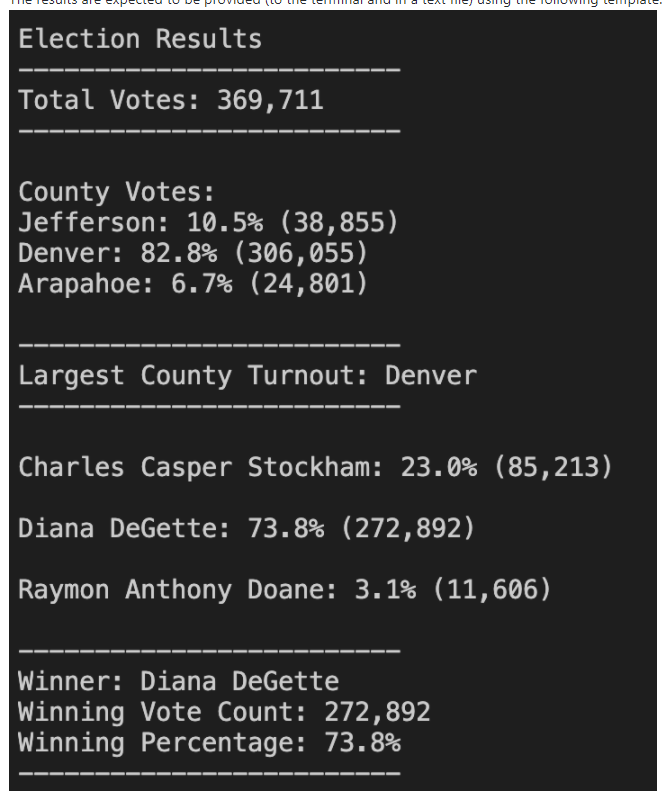 The results are expected to be provided (to the terminal and in a text file) using the following template:
Election Results
-------------------------
Total Votes: 369,711
-------------------------
County Votes:
Jefferson: 10.5% (38,855)
Denver: 82.8% (306,055)
Arapahoe: 6.7% (24,801)
-------------------------
Largest County Turnout: Denver
-------------------------
Charles Casper Stockham: 23.0% (85,213)
Diana DeGette: 73.8% (272,892)
Raymon Anthony Doane: 3.1% (11,606)
-------------------------
Winner: Diana DeGette
Winning Vote Count: 272,892
Winning Percentage: 73.8%
-------------------------